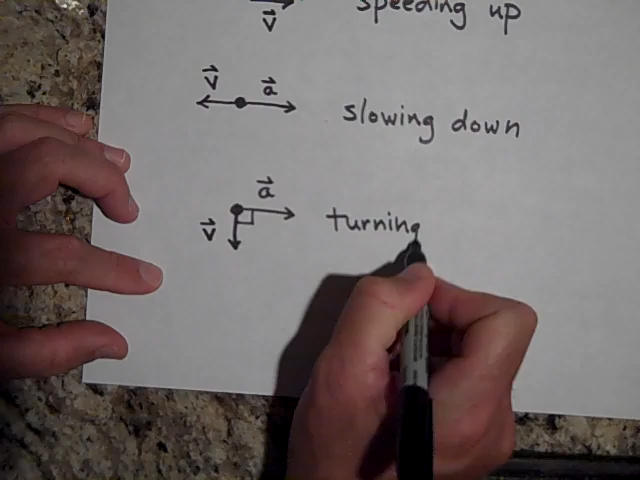 v⃗ speeding up
v⃗ a⃗ slowing down
a⃗
v⃗ turning